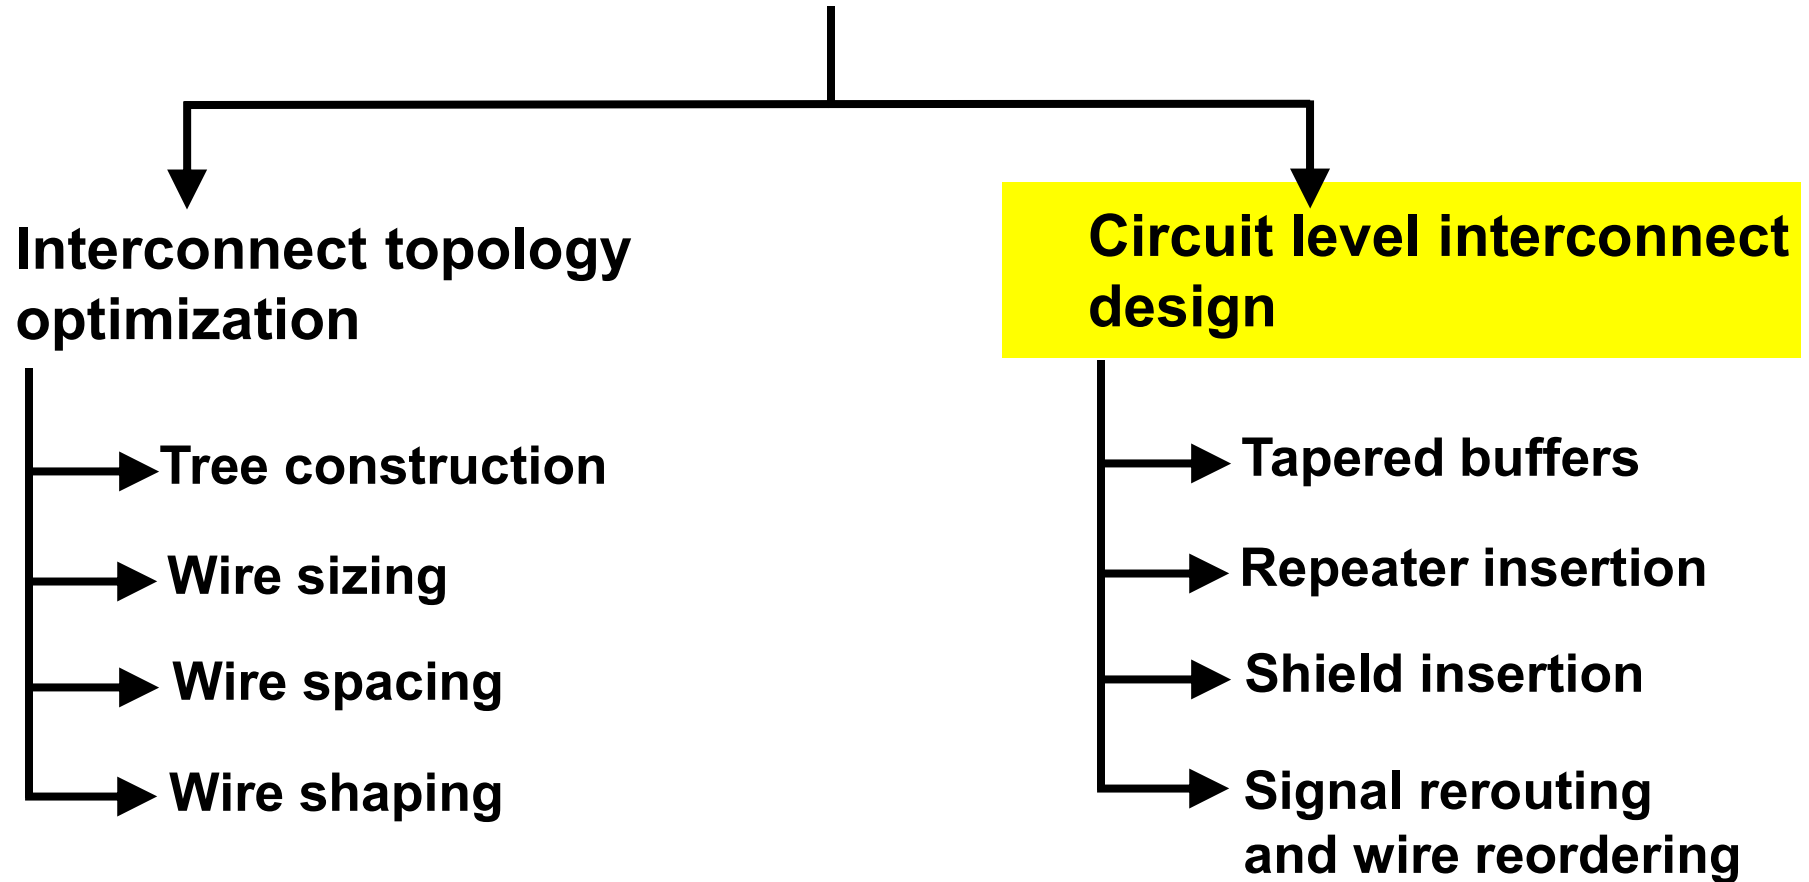 Interconnect topology
optimization
Tree construction
Wire sizing
Wire spacing
Wire shaping
Circuit level interconnect
design
Tapered buffers
Repeater insertion
Shield insertion
Signal rerouting
and wire reordering